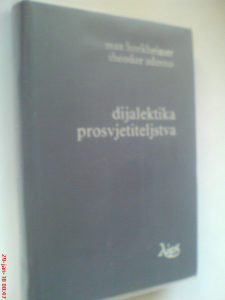 max horkheimer
theodor adorno
dijalektika
prosvjetiteljstva